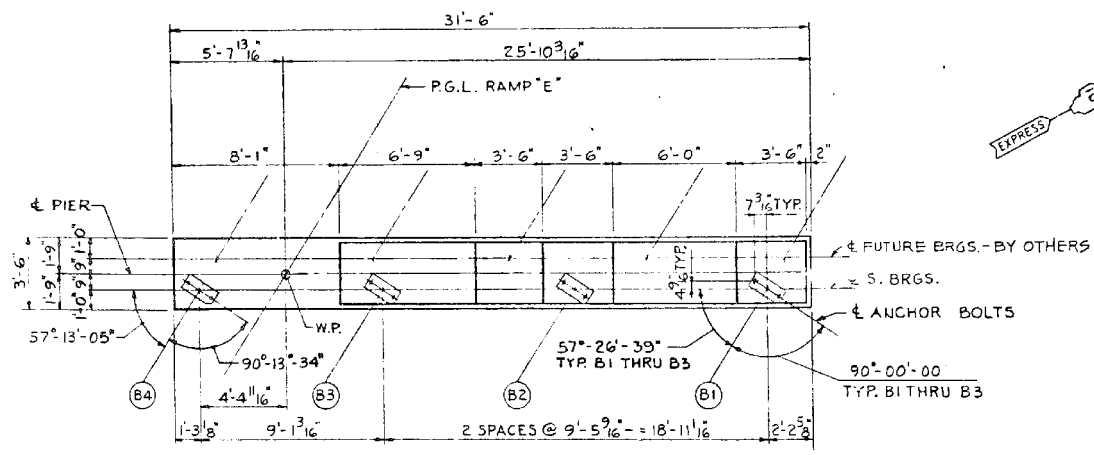 31'-6"
5'-7 13/16"
25'-10 3/16"
P.G.L. RAMP "E"
EXPRESS
8'-1"
6'-9"
3'-6"
3'-6"
6'-0"
3'-6"
2"
7 3/16" TYP.
℄ PIER
3'-6"
1'-9
1'-9"
1'-0"
9"
9"
1'-0"
4 9/16" TYP.
℄ FUTURE BRGS.-BY OTHERS
℄ S. BRGS.
℄ ANCHOR BOLTS
W.P.
57°-13'-05"
90°-13'-34"
57°-26'-39"
TYP. B1 THRU B3
90°-00'-00
TYP. B1 THRU B3
B4
B3
B2
B1
4'-4 11/16"
1'-3 1/8"
9'-1 3/16"
2 SPACES @ 9'-5 9/16" = 18'-11 1/16"
2'-2 5/8"